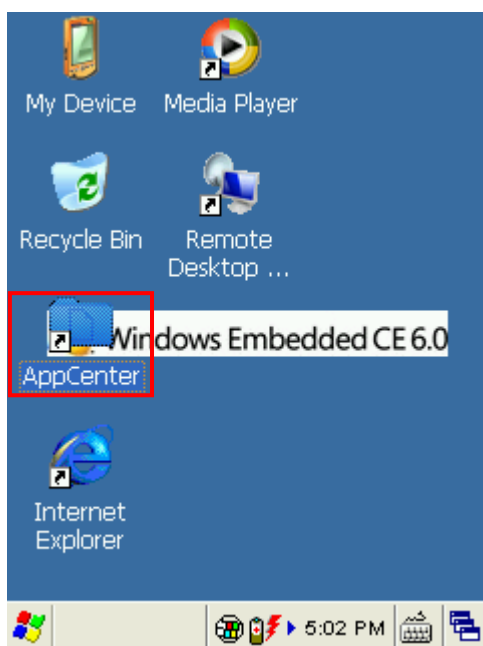 My Device
Media Player
Recycle Bin
Remote
Desktop ...
Windows Embedded CE 6.0
AppCenter
Internet
Explorer
5:02 PM